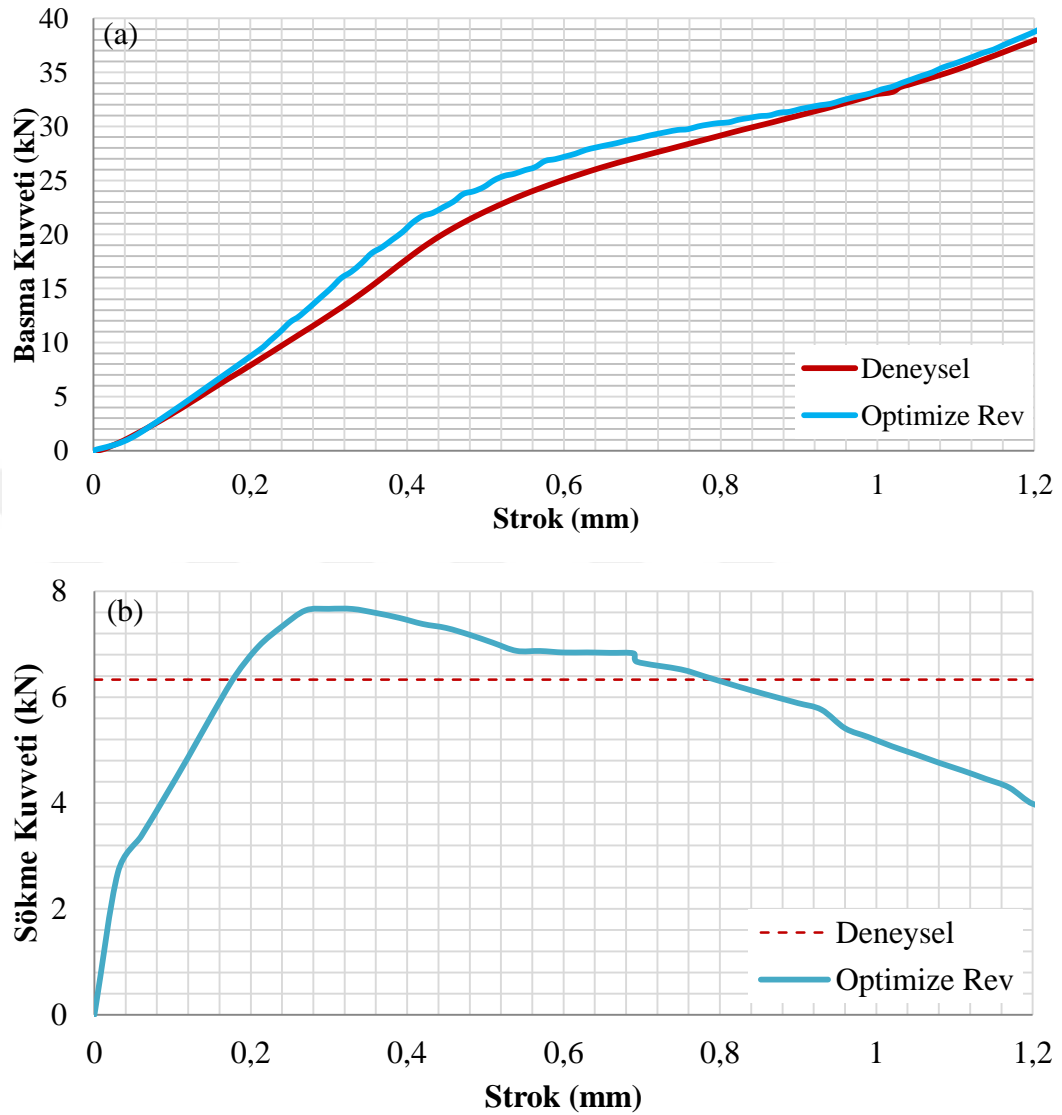 (a)
Basma Kuvveti (kN)
40
35
30
25
20
15
10
5
0
Deneysel
Optimize Rev
0 0,2 0,4 0,6 0,8 1 1,2
Strok (mm)
(b)
Sökme Kuvveti (kN)
8
6
4
2
0
Deneysel
Optimize Rev
0 0,2 0,4 0,6 0,8 1 1,2
Strok (mm)